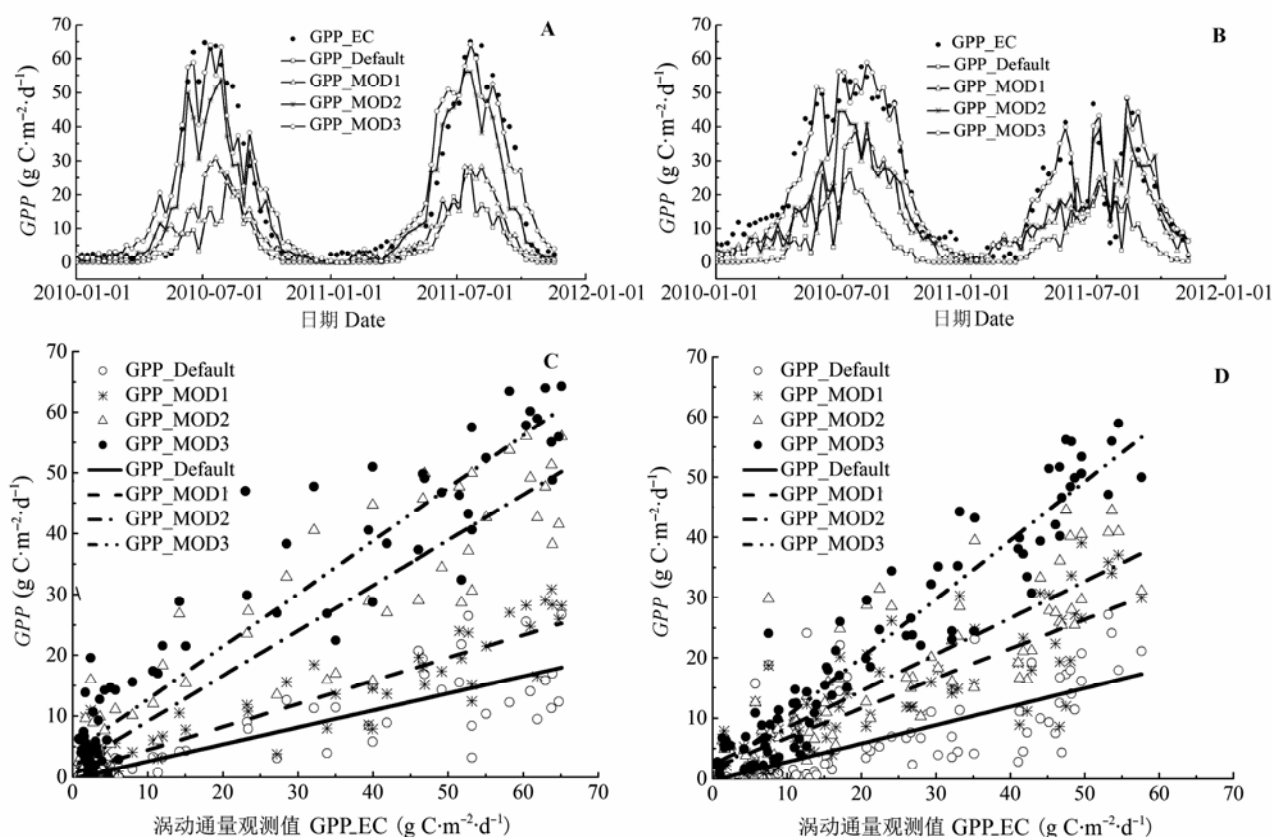 A
GPP (g C·m⁻²·d⁻¹)
70
60
50
40
30
20
10
0
GPP_EC
GPP_Default
GPP_MOD1
GPP_MOD2
GPP_MOD3
2010-01-01 2010-07-01 2011-01-01 2011-07-01 2012-01-01
日期 Date
B
GPP (g C·m⁻²·d⁻¹)
70
60
50
40
30
20
10
0
GPP_EC
GPP_Default
GPP_MOD1
GPP_MOD2
GPP_MOD3
2010-01-01 2010-07-01 2011-01-01 2011-07-01 2012-01-01
日期 Date
C
GPP (g C·m⁻²·d⁻¹)
70
60
50
40
30
20
10
0
GPP_Default
GPP_MOD1
GPP_MOD2
GPP_MOD3
GPP_Default
GPP_MOD1
GPP_MOD2
GPP_MOD3
0 10 20 30 40 50 60 70
涡动通量观测值 GPP_EC (g C·m⁻²·d⁻¹)
D
GPP (g C·m⁻²·d⁻¹)
70
60
50
40
30
20
10
0
GPP_Default
GPP_MOD1
GPP_MOD2
GPP_MOD3
GPP_Default
GPP_MOD1
GPP_MOD2
GPP_MOD3
0 10 20 30 40 50 60 70
涡动通量观测值 GPP_EC (g C·m⁻²·d⁻¹)